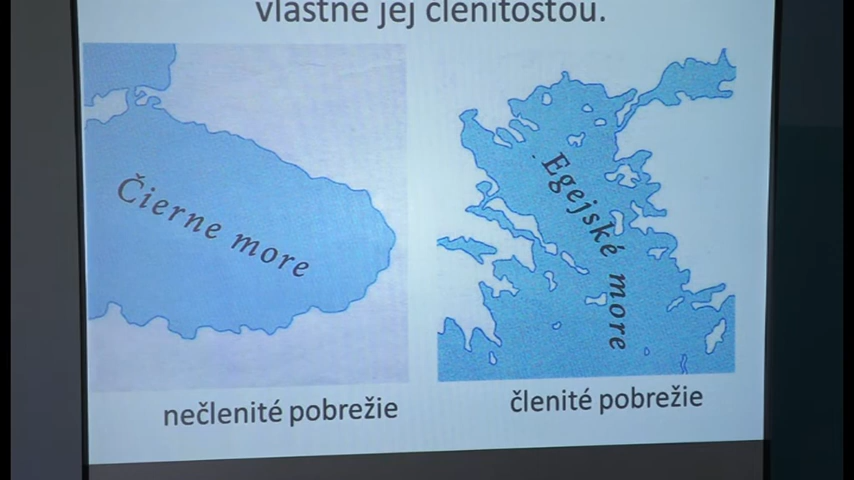 vlastne jej členitosťou.
Čierne more
Egejské more
nečlenité pobrežie
členité pobrežie